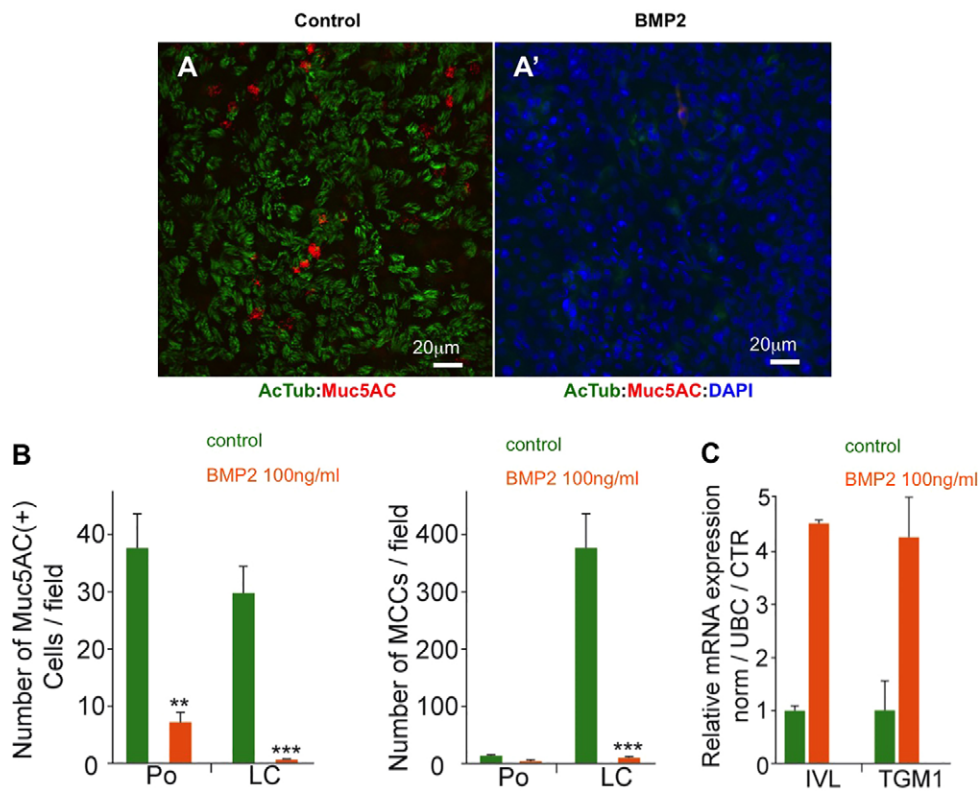 Control
BMP2
A
A'
20µm
20µm
AcTub:Muc5AC
AcTub:Muc5AC:DAPI
B
control
BMP2 100ng/ml
Number of Muc5AC(+)
Cells / field
40
30
20
10
0
**
***
Po
LC
control
BMP2 100ng/ml
Number of MCCs / field
400
300
200
100
0
***
Po
LC
C
control
BMP2 100ng/ml
Relative mRNA expression
norm / UBC / CTR
5
4
3
2
1
0
IVL
TGM1